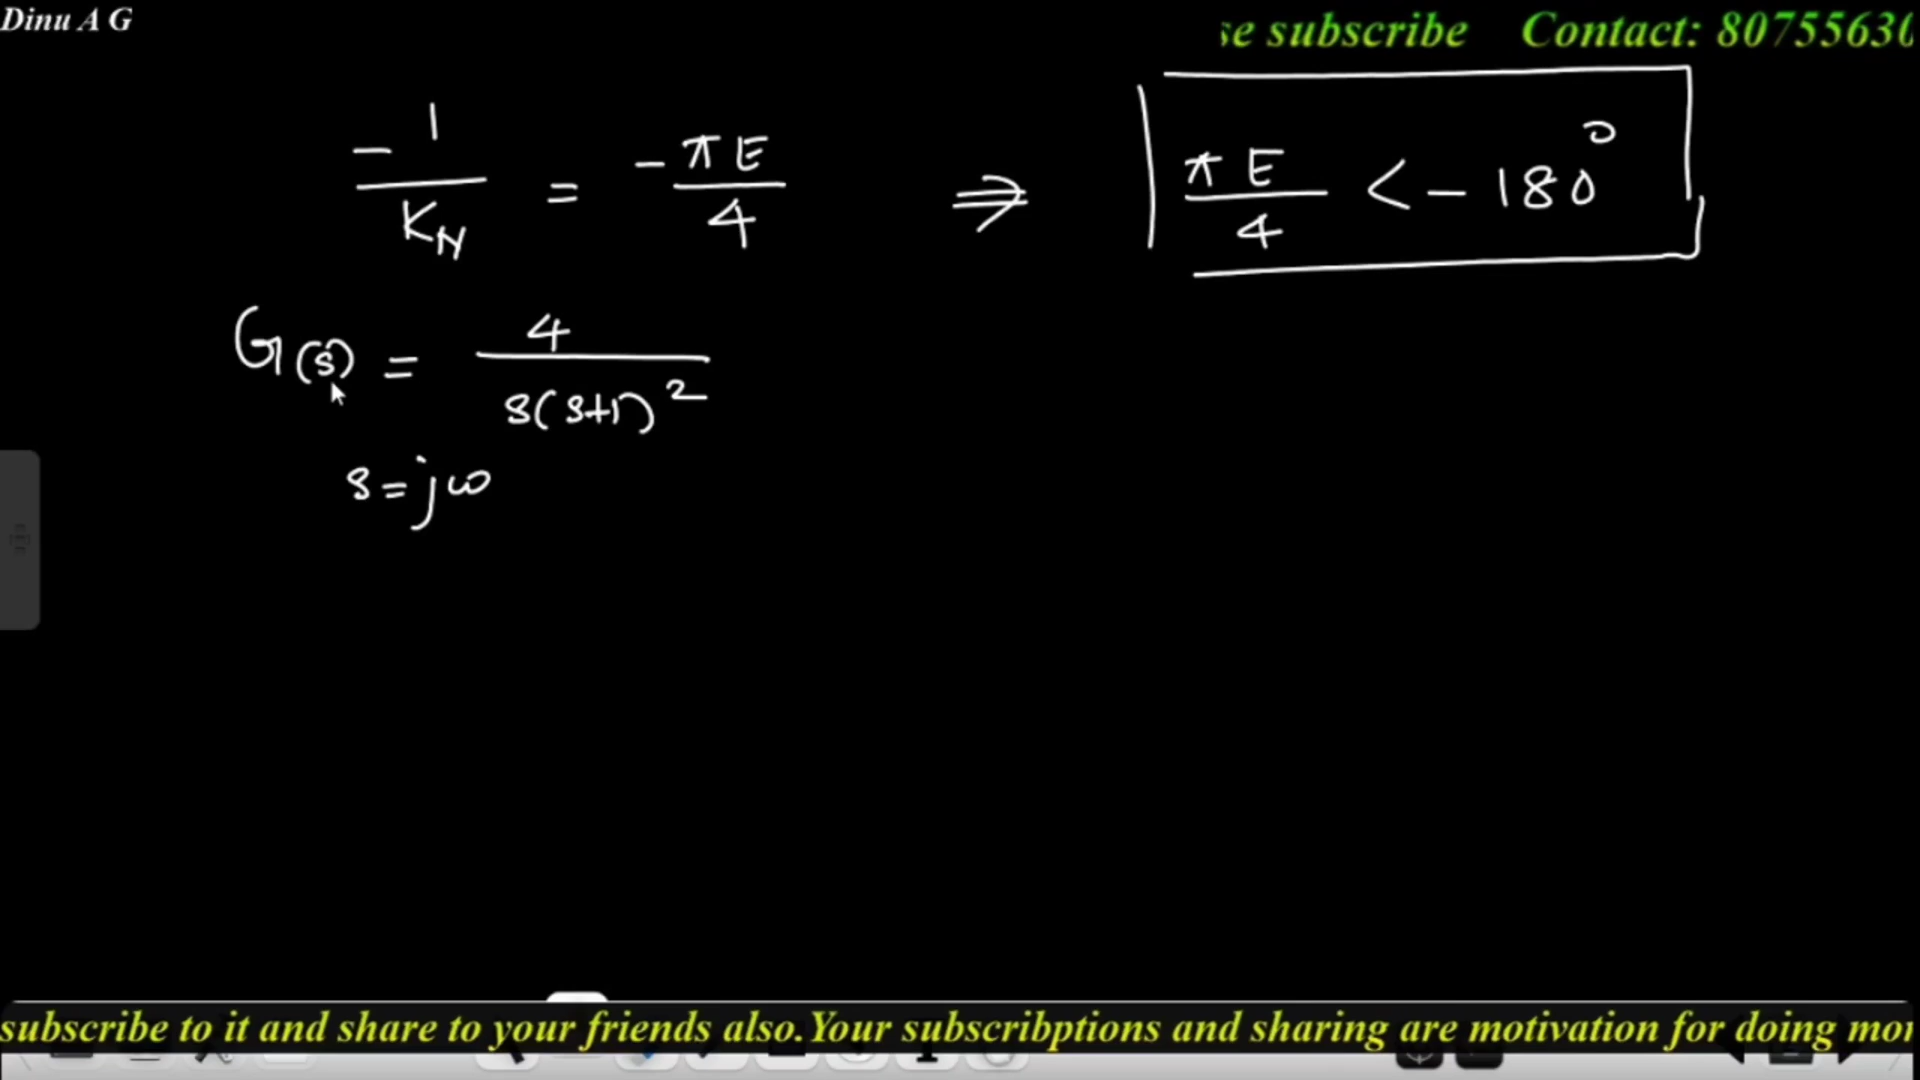 Dinu A G
se subscribe Contact: 80755630
-1/K_N = -πE/4 ⇒ πE/4 < -180°
G(s) = 4/s(s+1)²
s = jω
subscribe to it and share to your friends also. Your subscribptions and sharing are motivation for doing mor